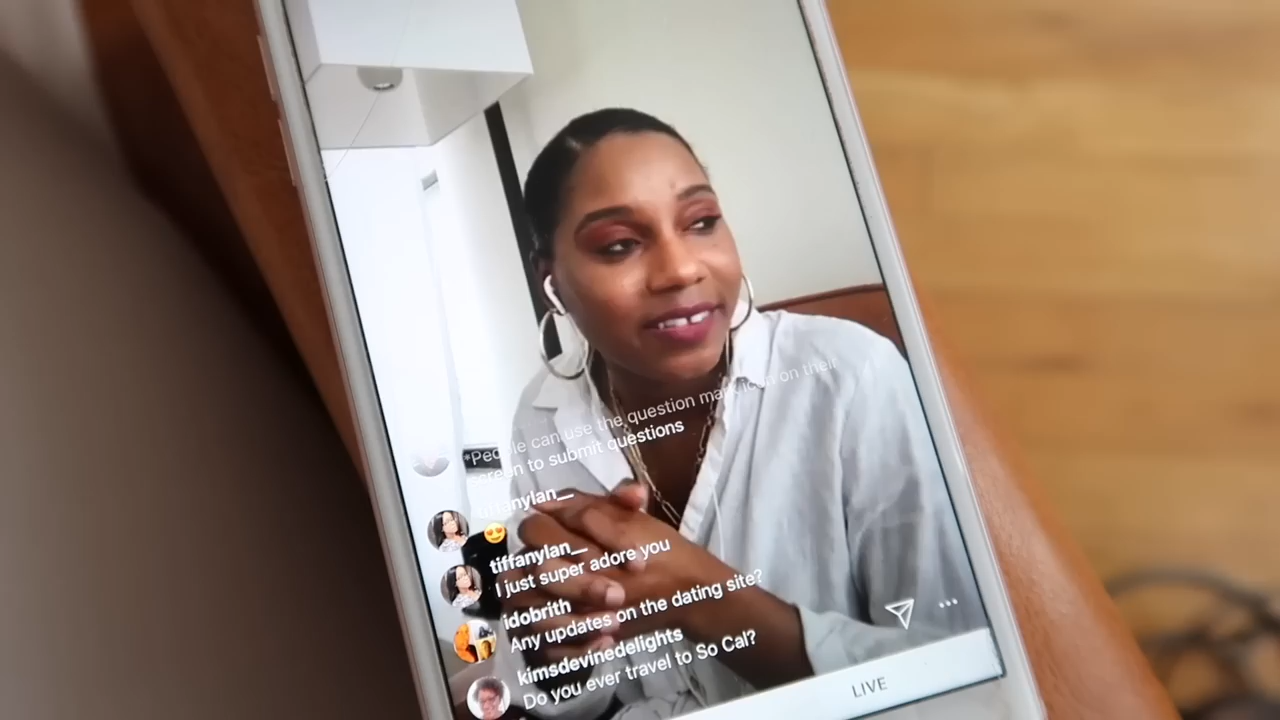 *People can use the question mark icon on their
screen to submit questions
tiffanylan__
😍
tiffanylan__
I just super adore you
idobrith
Any updates on the dating site?
kimsdevinedelights
Do you ever travel to So Cal?
LIVE